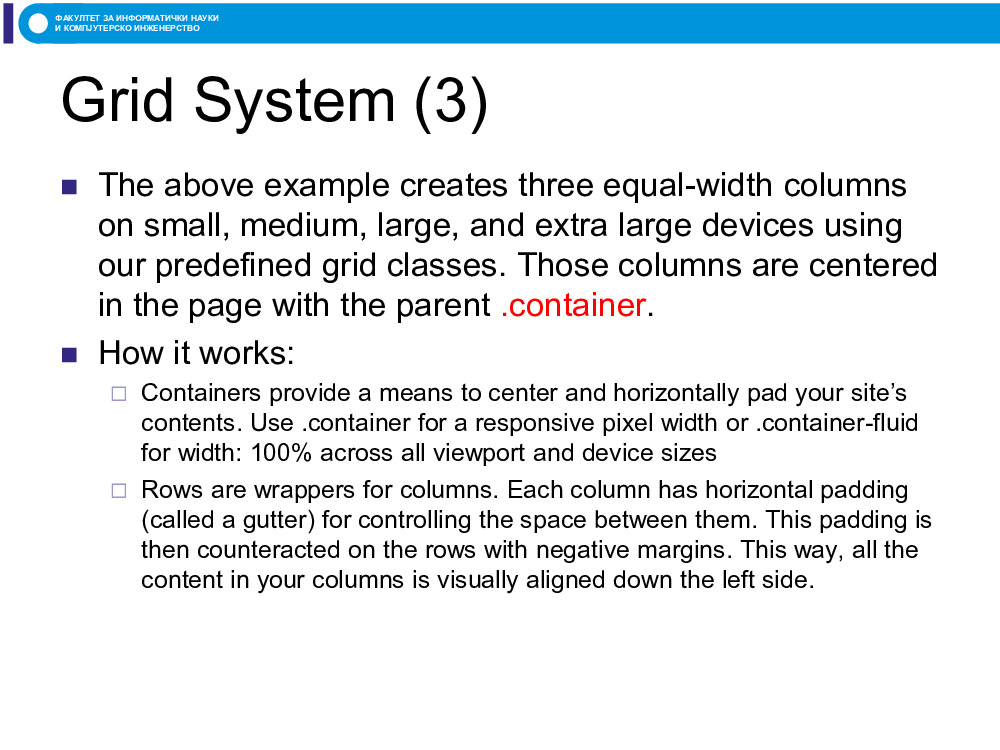 ФАКУЛТЕТ ЗА ИНФОРМАТИЧКИ НАУКИ
И КОМПЈУТЕРСКО ИНЖЕНЕРСТВО
Grid System (3)
The above example creates three equal-width columns
on small, medium, large, and extra large devices using
our predefined grid classes. Those columns are centered
in the page with the parent .container.
How it works:
Containers provide a means to center and horizontally pad your site’s
contents. Use .container for a responsive pixel width or .container-fluid
for width: 100% across all viewport and device sizes
Rows are wrappers for columns. Each column has horizontal padding
(called a gutter) for controlling the space between them. This padding is
then counteracted on the rows with negative margins. This way, all the
content in your columns is visually aligned down the left side.